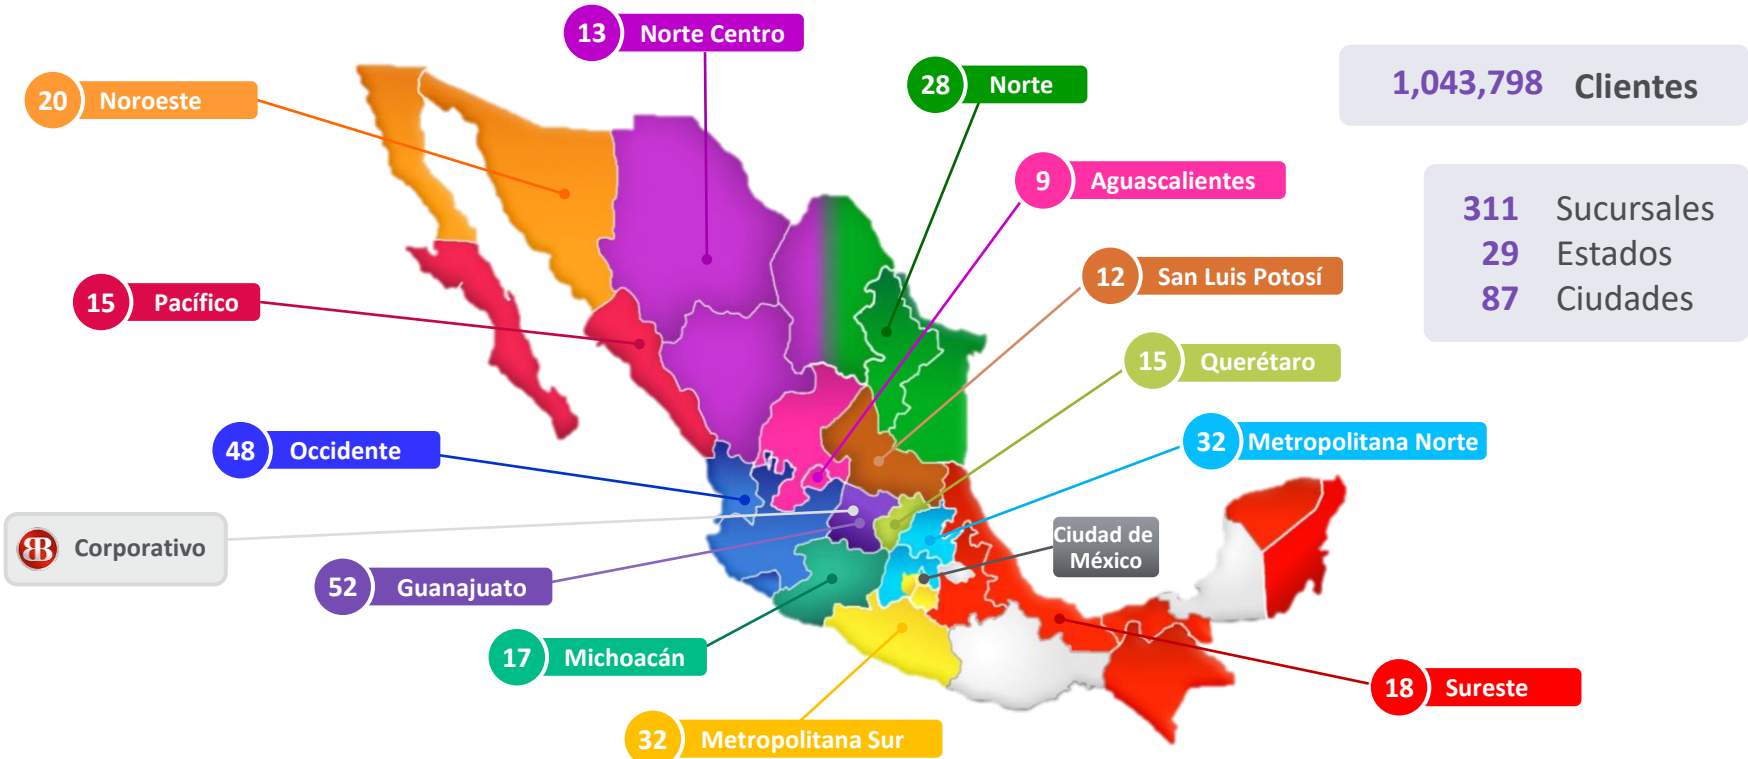 13 Norte Centro
1,043,798 Clientes
28 Norte
20 Noroeste
9 Aguascalientes
311 Sucursales
29 Estados
87 Ciudades
12 San Luis Potosí
15 Pacífico
15 Querétaro
32 Metropolitana Norte
48 Occidente
Ciudad de
México
BB Corporativo
52 Guanajuato
17 Michoacán
18 Sureste
32 Metropolitana Sur